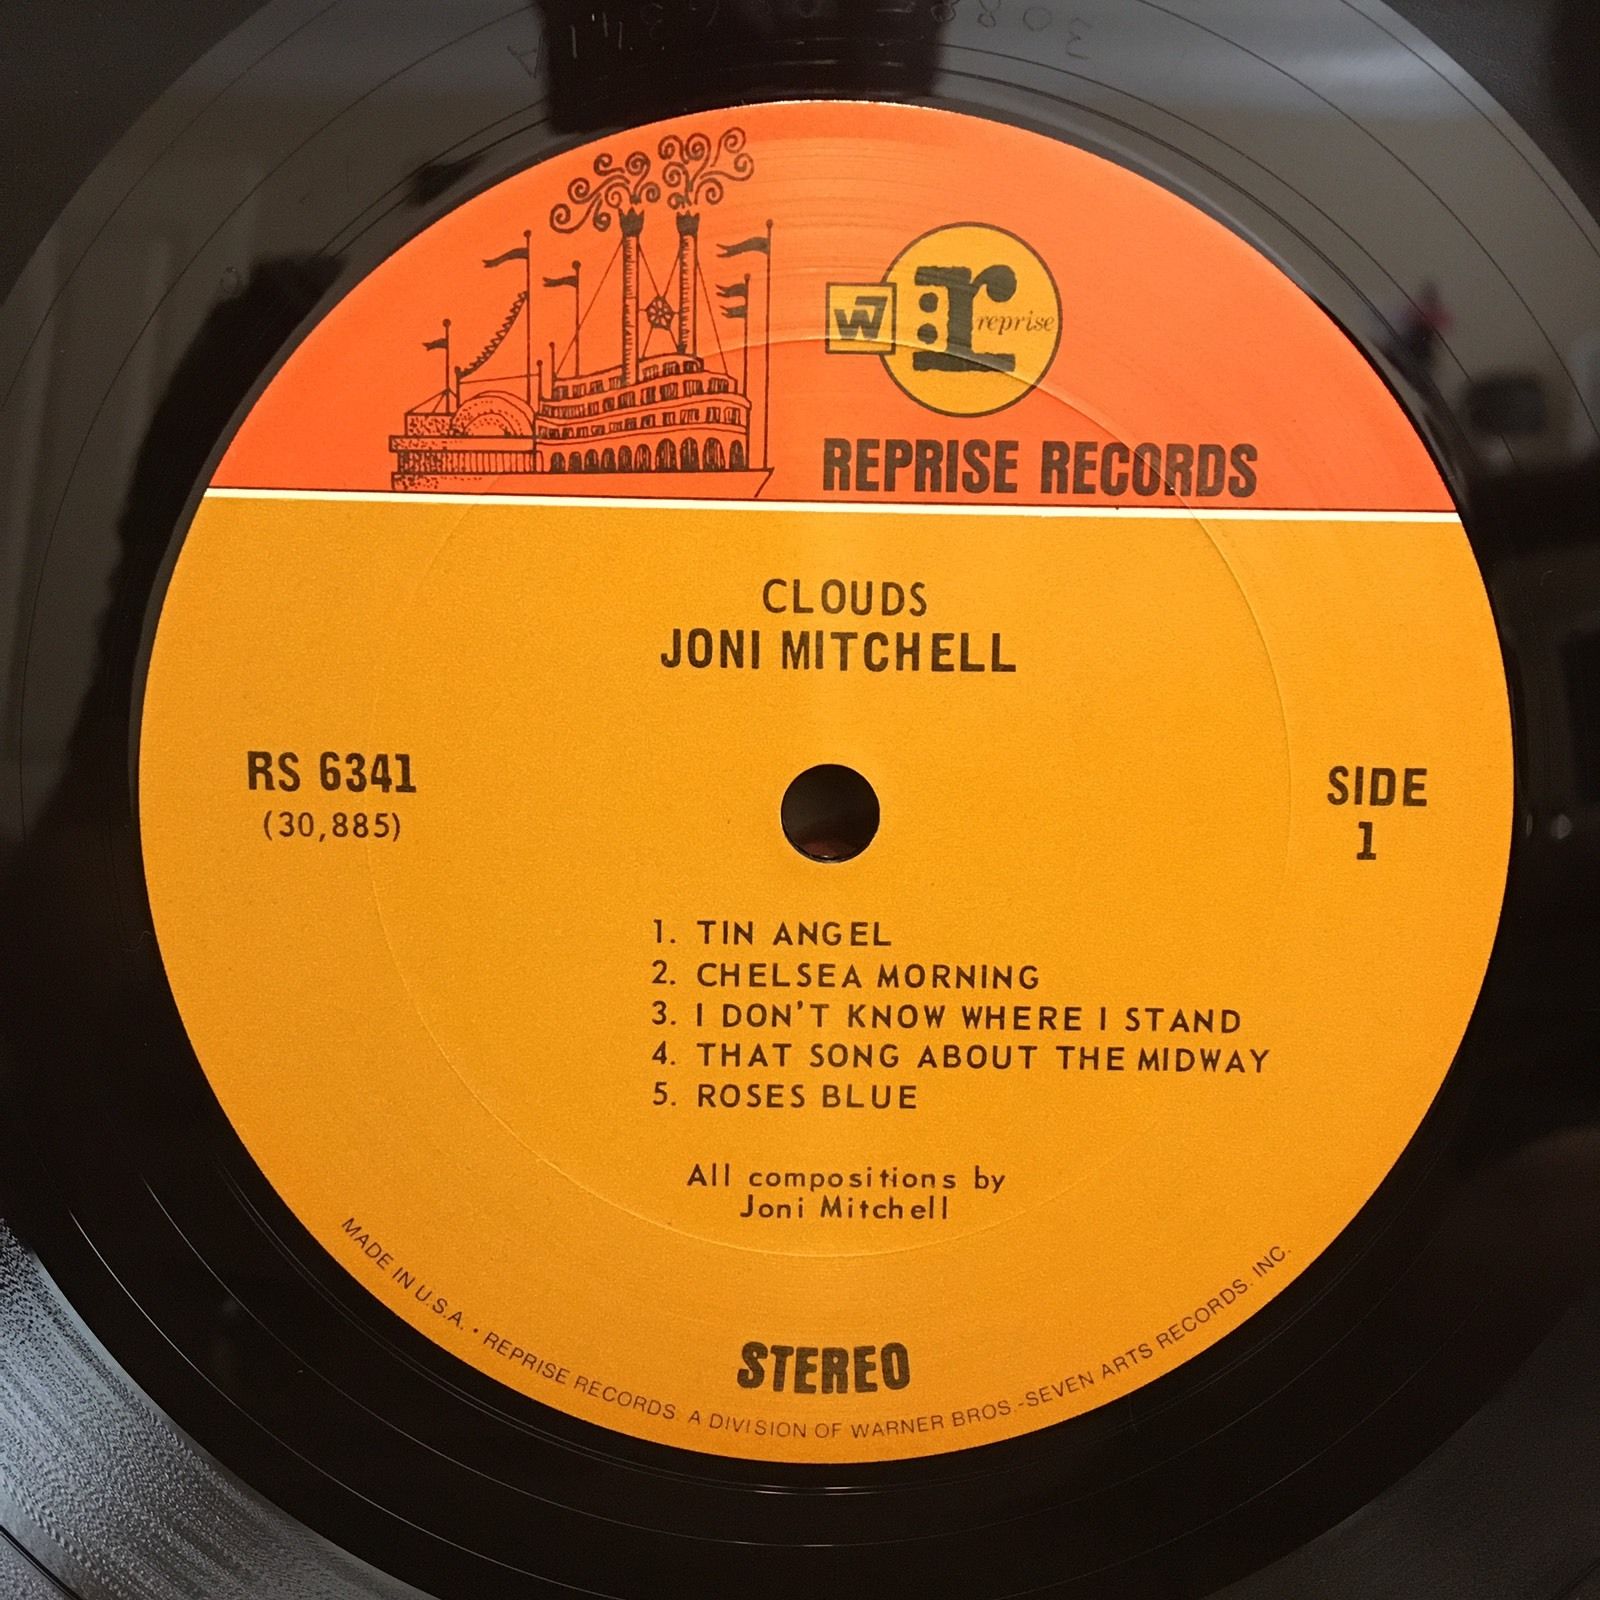 W7
r: reprise
REPRISE RECORDS
CLOUDS
JONI MITCHELL
RS 6341
(30,885)
SIDE
1
1. TIN ANGEL
2. CHELSEA MORNING
3. I DON'T KNOW WHERE I STAND
4. THAT SONG ABOUT THE MIDWAY
5. ROSES BLUE
All compositions by
Joni Mitchell
STEREO
MADE IN U.S.A. • REPRISE RECORDS A DIVISION OF WARNER BROS.-SEVEN ARTS RECORDS, INC.